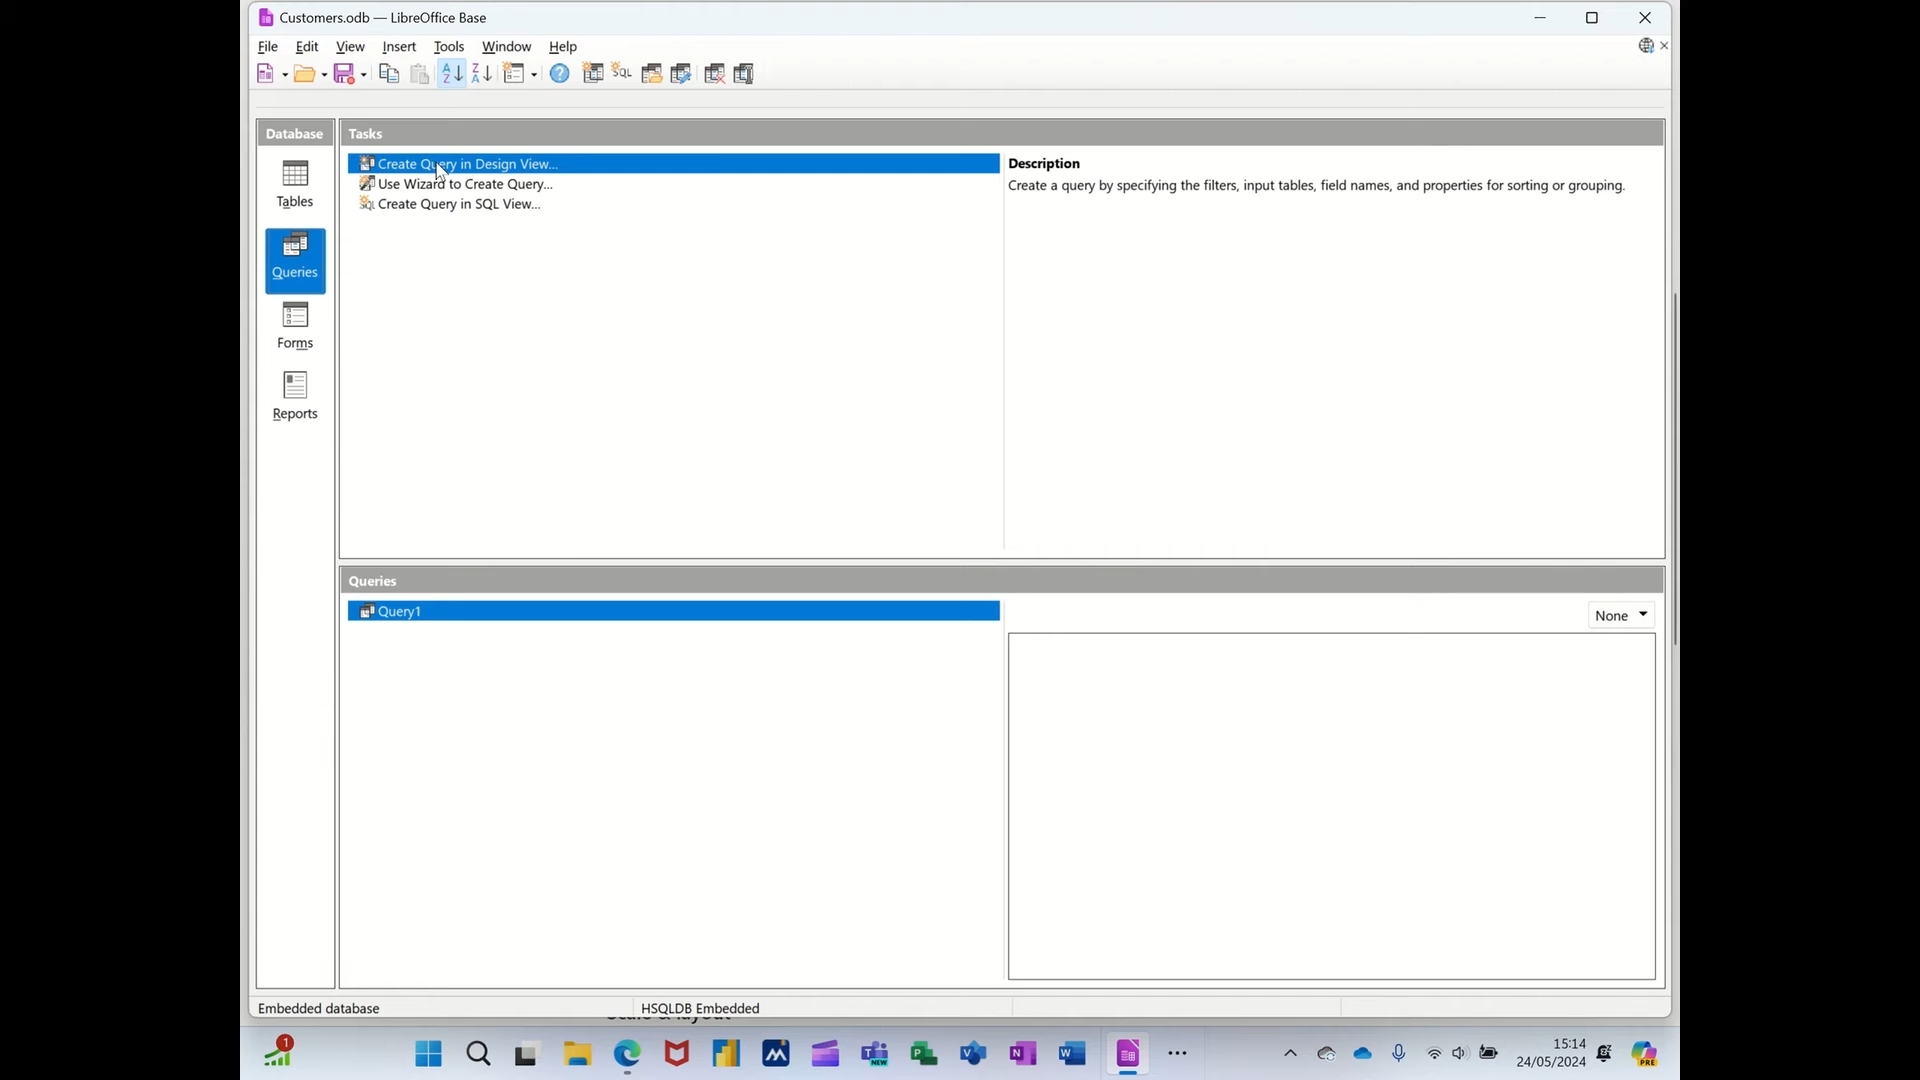 Customers.odb — LibreOffice Base
File Edit View Insert Tools Window Help
Database
Tables
Queries
Forms
Reports
Tasks
Create Query in Design View...
Use Wizard to Create Query...
Create Query in SQL View...
Description
Create a query by specifying the filters, input tables, field names, and properties for sorting or grouping.
Queries
Query1
None
Embedded database HSQLDB Embedded
15:14
24/05/2024
1
NEW
PRE